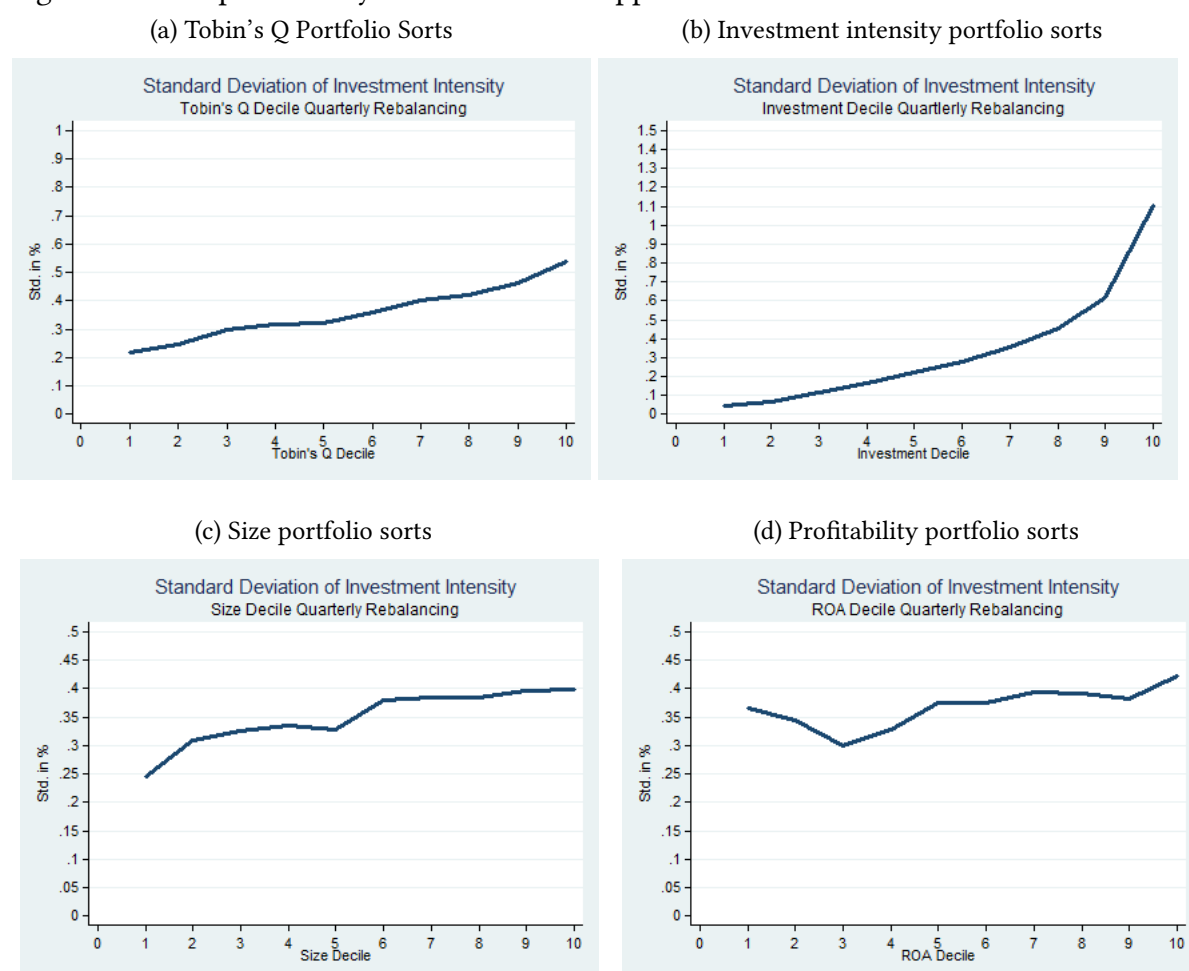 (a) Tobin’s Q Portfolio Sorts
Standard Deviation of Investment Intensity
Tobin's Q Decile Quarterly Rebalancing
1
.9
.8
.7
.6
.5
.4
.3
.2
.1
0
Std. in %
0 1 2 3 4 5 6 7 8 9 10
Tobin's Q Decile
(b) Investment intensity portfolio sorts
Standard Deviation of Investment Intensity
Investment Decile Quartlerly Rebalancing
1.5
1.4
1.3
1.2
1.1
1
.9
.8
.7
.6
.5
.4
.3
.2
.1
0
Std. in %
0 1 2 3 4 5 6 7 8 9 10
Investment Decile
(c) Size portfolio sorts
Standard Deviation of Investment Intensity
Size Decile Quarterly Rebalancing
.5
.45
.4
.35
.3
.25
.2
.15
.1
.05
0
Std. in %
0 1 2 3 4 5 6 7 8 9 10
Size Decile
(d) Profitability portfolio sorts
Standard Deviation of Investment Intensity
ROA Decile Quarterly Rebalancing
.5
.45
.4
.35
.3
.25
.2
.15
.1
.05
0
Std. in %
0 1 2 3 4 5 6 7 8 9 10
ROA Decile